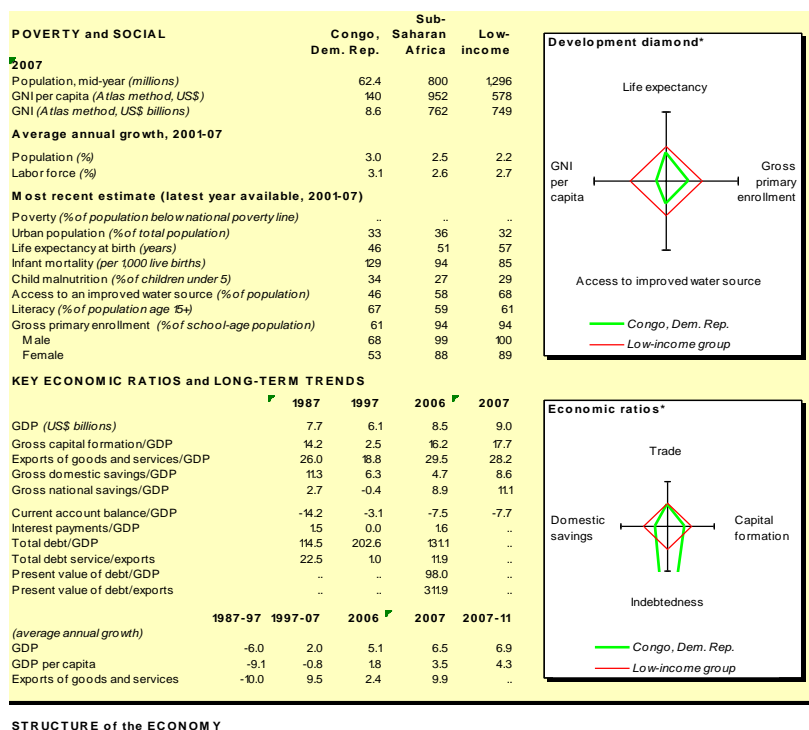 POVERTY and SOCIAL
Congo, Dem. Rep.
Sub-Saharan Africa
Low-income
2007
Population, mid-year (millions) 62.4 800 1,296
GNI per capita (Atlas method, US$) 140 952 578
GNI (Atlas method, US$ billions) 8.6 762 749
Average annual growth, 2001-07
Population (%) 3.0 2.5 2.2
Labor force (%) 3.1 2.6 2.7
Most recent estimate (latest year available, 2001-07)
Poverty (% of population below national poverty line) .. .. ..
Urban population (% of total population) 33 36 32
Life expectancy at birth (years) 46 51 57
Infant mortality (per 1,000 live births) 129 94 85
Child malnutrition (% of children under 5) 34 27 29
Access to an improved water source (% of population) 46 58 68
Literacy (% of population age 15+) 67 59 61
Gross primary enrollment (% of school-age population) 61 94 94
Male 68 99 100
Female 53 88 89
Development diamond*
Life expectancy
GNI per capita
Gross primary enrollment
Access to improved water source
Congo, Dem. Rep.
Low-income group
KEY ECONOMIC RATIOS and LONG-TERM TRENDS
1987 1997 2006 2007
GDP (US$ billions) 7.7 6.1 8.5 9.0
Gross capital formation/GDP 14.2 2.5 16.2 17.7
Exports of goods and services/GDP 26.0 18.8 29.5 28.2
Gross domestic savings/GDP 11.3 6.3 4.7 8.6
Gross national savings/GDP 2.7 -0.4 8.9 11.1
Current account balance/GDP -14.2 -3.1 -7.5 -7.7
Interest payments/GDP 1.5 0.0 1.6 ..
Total debt/GDP 114.5 202.6 131.1 ..
Total debt service/exports 22.5 1.0 11.9 ..
Present value of debt/GDP .. .. 98.0 ..
Present value of debt/exports .. .. 311.9 ..
1987-97 1997-07 2006 2007 2007-11
(average annual growth)
GDP -6.0 2.0 5.1 6.5 6.9
GDP per capita -9.1 -0.8 1.8 3.5 4.3
Exports of goods and services -10.0 9.5 2.4 9.9 ..
Economic ratios*
Trade
Domestic savings
Capital formation
Indebtedness
Congo, Dem. Rep.
Low-income group
STRUCTURE of the ECONOMY